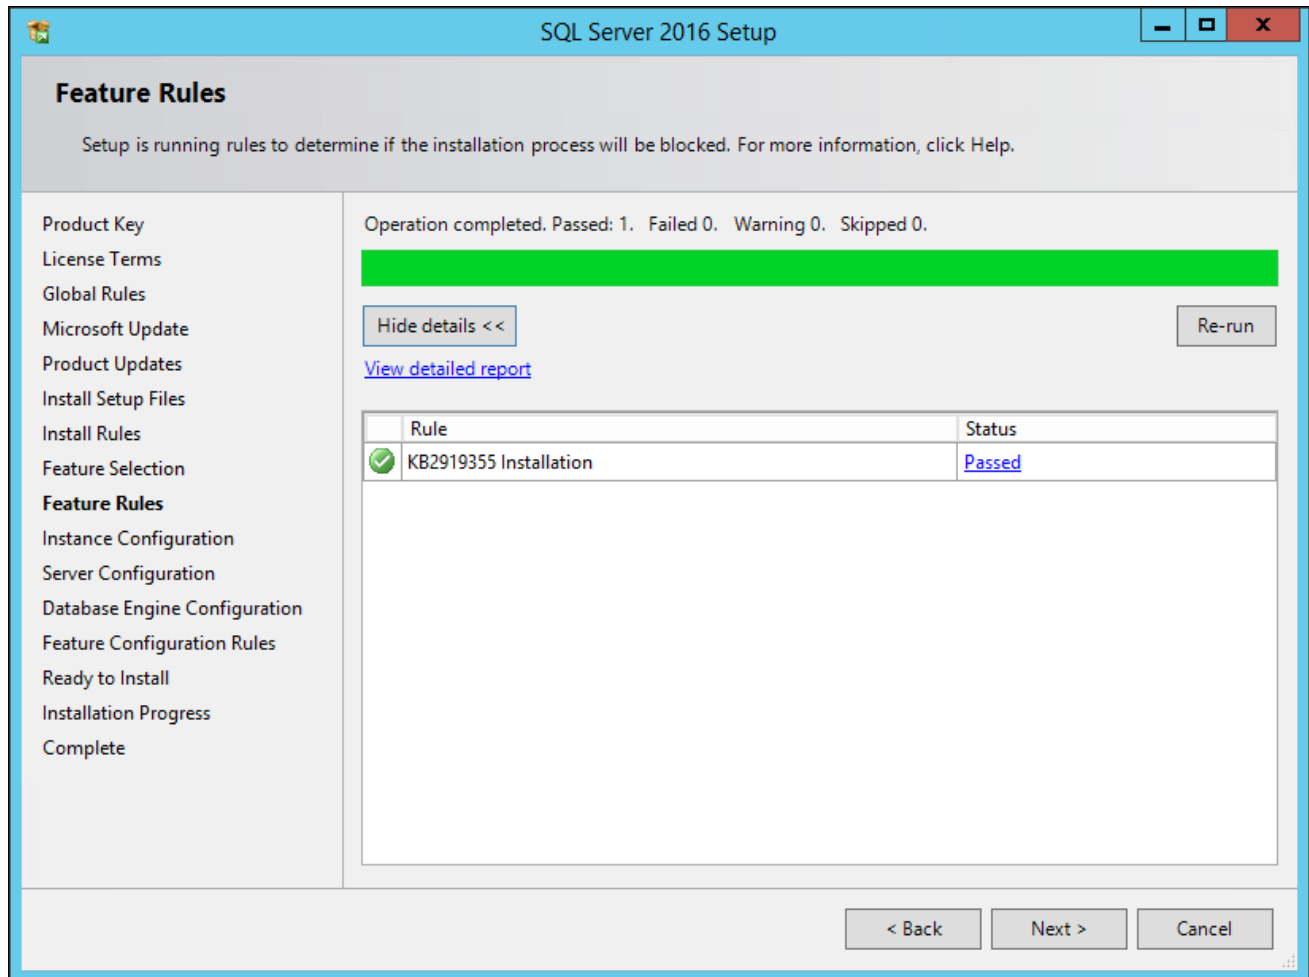 SQL Server 2016 Setup
Feature Rules
Setup is running rules to determine if the installation process will be blocked. For more information, click Help.
Product Key
License Terms
Global Rules
Microsoft Update
Product Updates
Install Setup Files
Install Rules
Feature Selection
Feature Rules
Instance Configuration
Server Configuration
Database Engine Configuration
Feature Configuration Rules
Ready to Install
Installation Progress
Complete
Operation completed. Passed: 1.   Failed 0.   Warning 0.   Skipped 0.
Hide details <<
Re-run
View detailed report
Rule Status
KB2919355 Installation Passed
< Back Next > Cancel